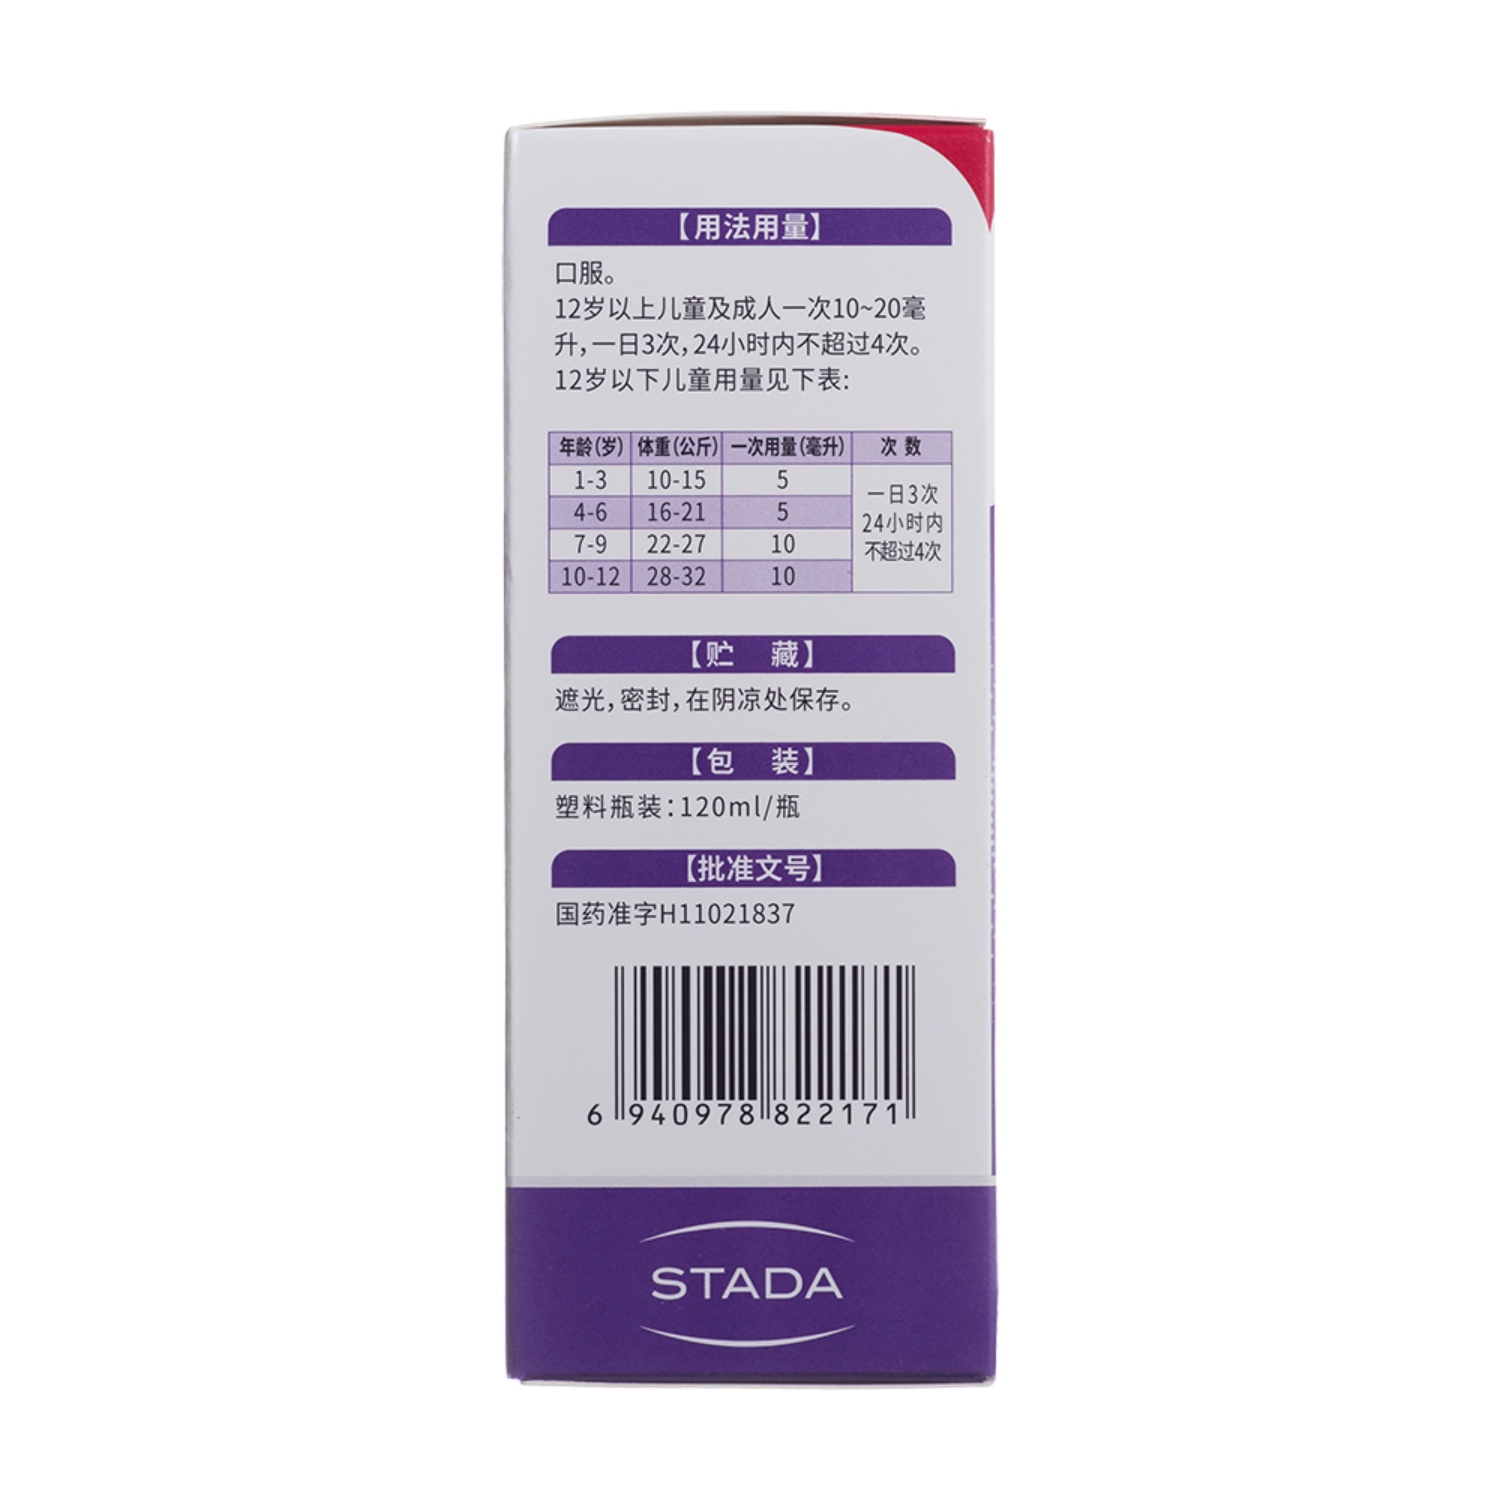 【用法用量】
口服。
12岁以上儿童及成人一次10~20毫
升,一日3次,24小时内不超过4次。
12岁以下儿童用量见下表:
年龄(岁) 体重(公斤) 一次用量(毫升) 次 数
1-3 10-15 5
4-6 16-21 5
7-9 22-27 10
10-12 28-32 10
一日3次
24小时内
不超过4次
【贮 藏】
遮光,密封,在阴凉处保存。
【包 装】
塑料瓶装:120ml/瓶
【批准文号】
国药准字H11021837
6 940978 822171
STADA